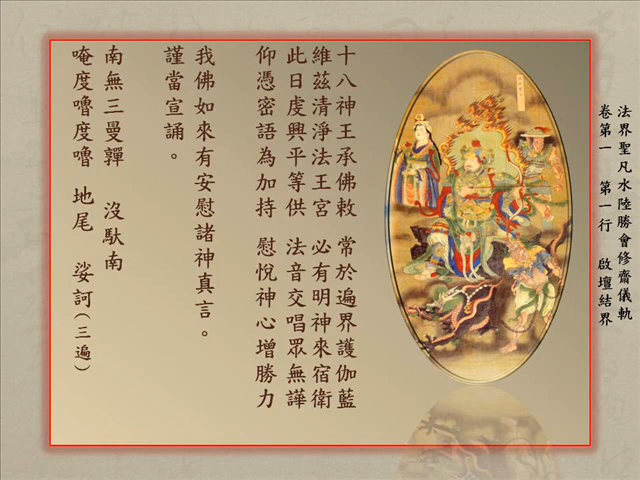 法界聖凡水陸勝會修齋儀軌
卷第一 第一行 啟壇結界
十八神王承佛敕 常於遍界護伽藍
維茲清淨法王宮 必有明神來宿衛
此日虔興平等供 法音交唱眾無譁
仰憑密語為加持 慰悅神心增勝力
我佛如來有安慰諸神真言。
謹當宣誦。
南無三曼馱 沒馱南
唵度嚕度嚕 地尾 娑訶(三遍)